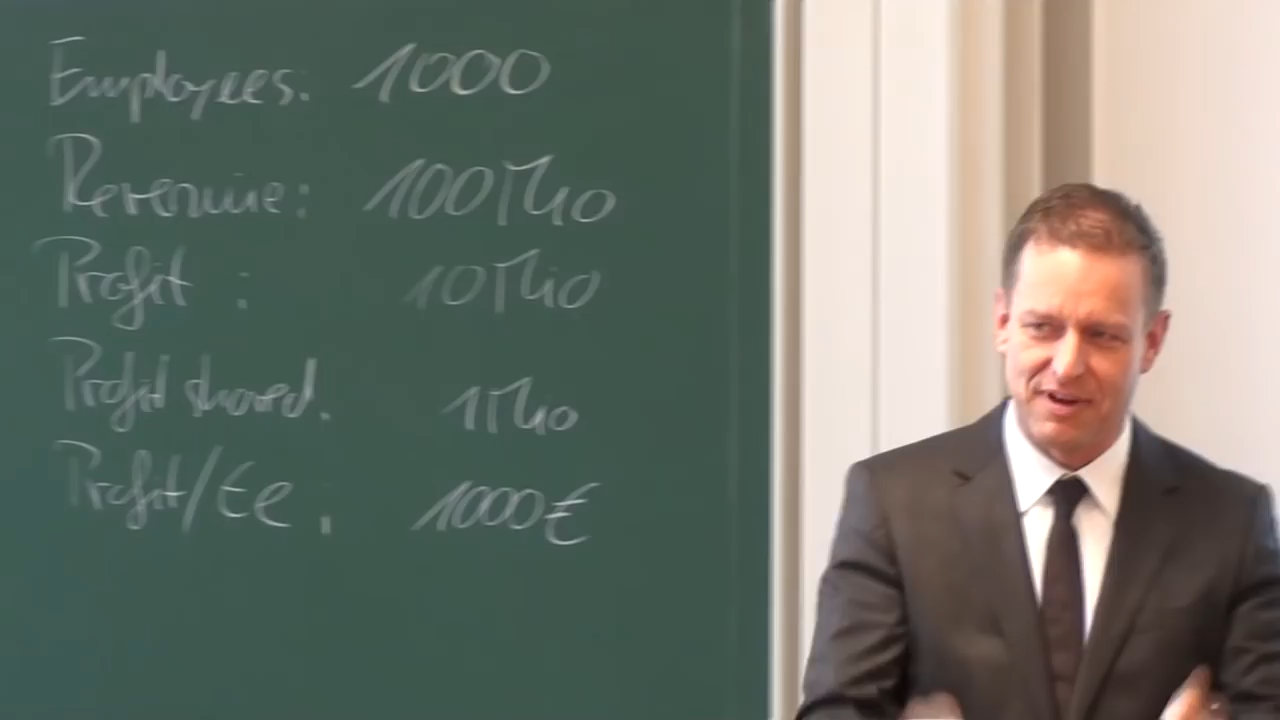 Employees: 1000
Revenue: 100 Mio
Profit : 10 Mio
Profit shared: 1 Mio
Profit/Ee : 1000€